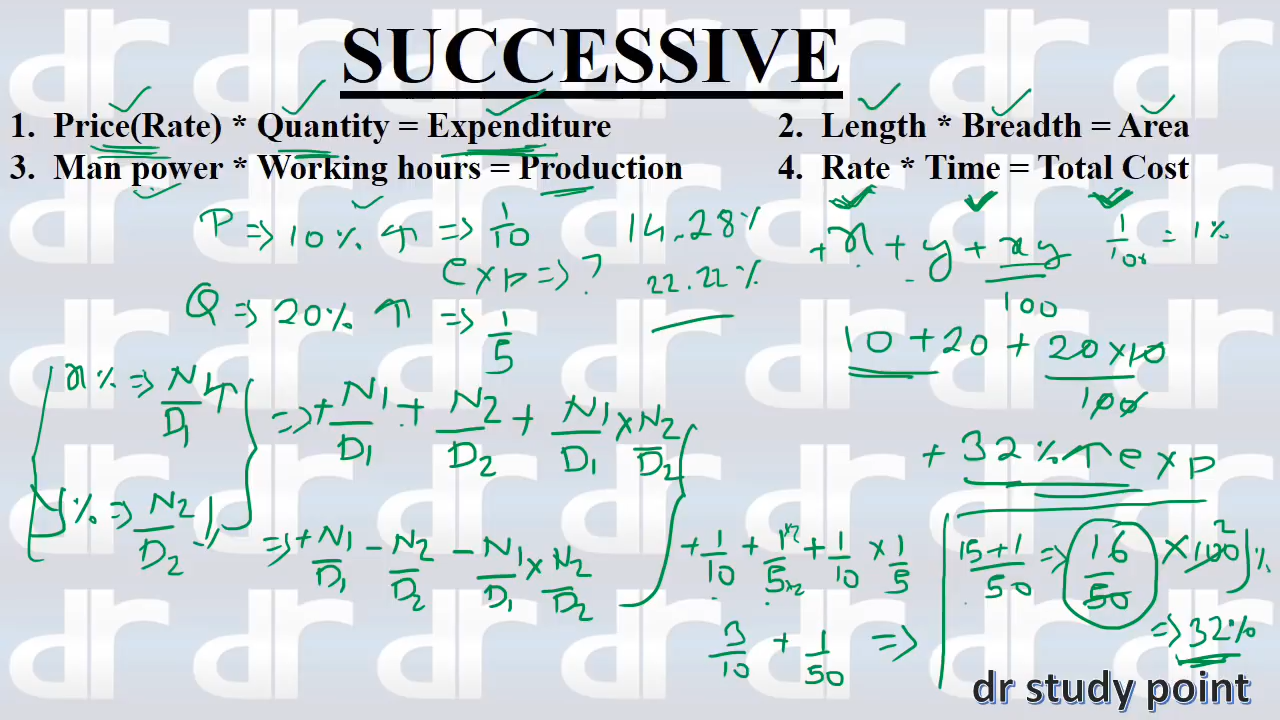 SUCCESSIVE
1. Price(Rate) * Quantity = Expenditure
2. Length * Breadth = Area
3. Man power * Working hours = Production
4. Rate * Time = Total Cost
P ⇒ 10% ↑ ⇒ 1/10
exp ⇒ ?
Q ⇒ 20% ↑ ⇒ 1/5
14.28%
22.22%
+x + y + xy/100
1/100 = 1%
10 + 20 + 20×10/100
+ 32% ↑ exp
x% ⇒ N1/D1 ↑
y% ⇒ N2/D2
⇒ +N1/D1 + N2/D2 + N1/D1 × N2/D2
⇒ +N1/D1 - N2/D2 - N1/D1 × N2/D2
+1/10 + 1×2/5×2 + 1/10 × 1/5
3/10 + 1/50 ⇒
15+1/50 ⇒ 16/50 × 100 2 %
⇒ 32%
dr study point